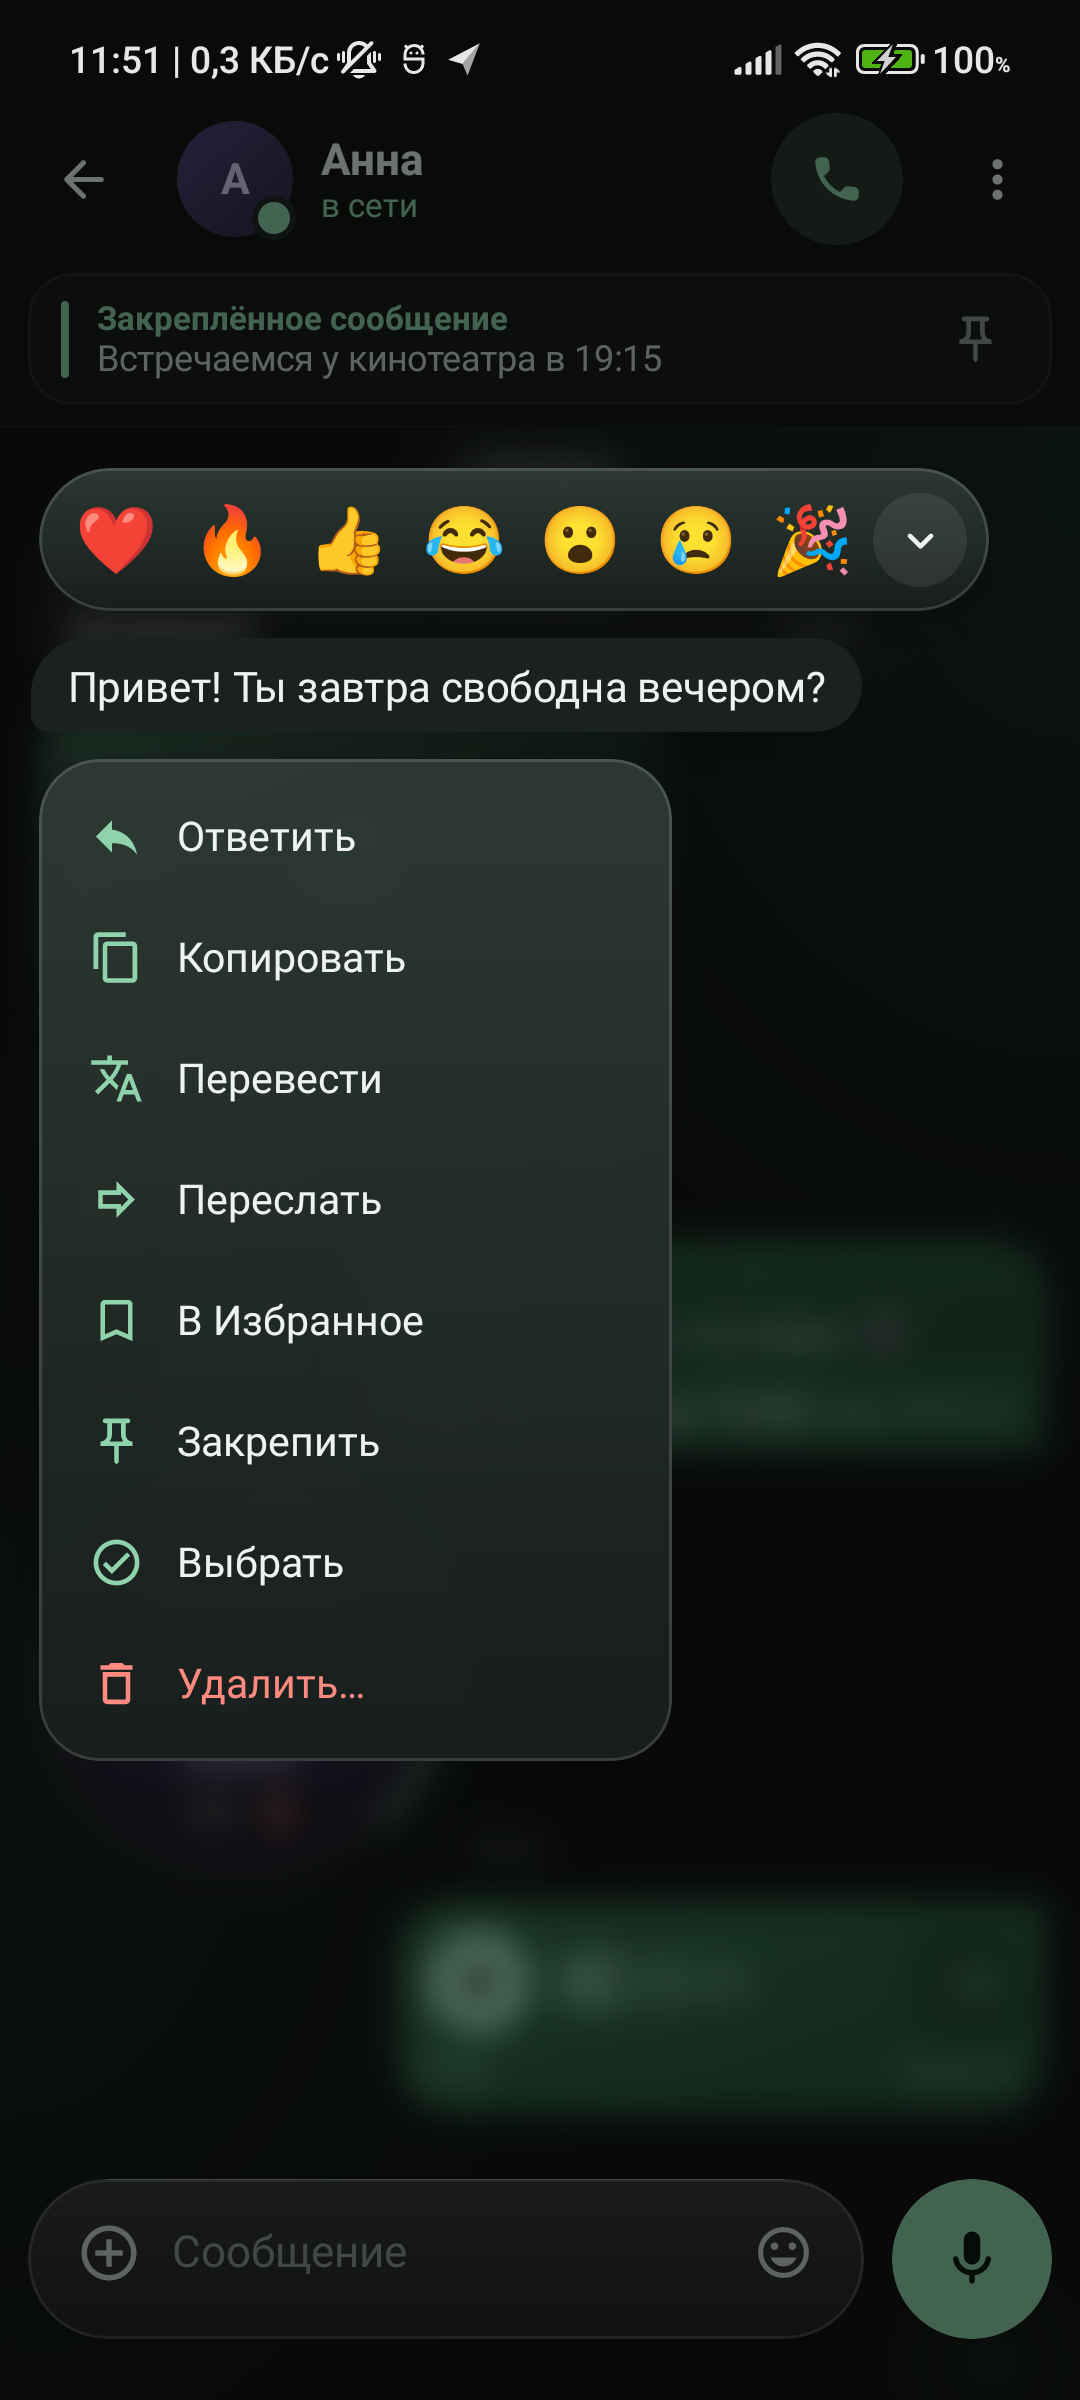 11:51 | 0,3 КБ/с 100%
А
Анна
в сети
Закреплённое сообщение
Встречаемся у кинотеатра в 19:15
Привет! Ты завтра свободна вечером?
Ответить
Копировать
Перевести
Переслать
В Избранное
Закрепить
Выбрать
Удалить...
Сообщение